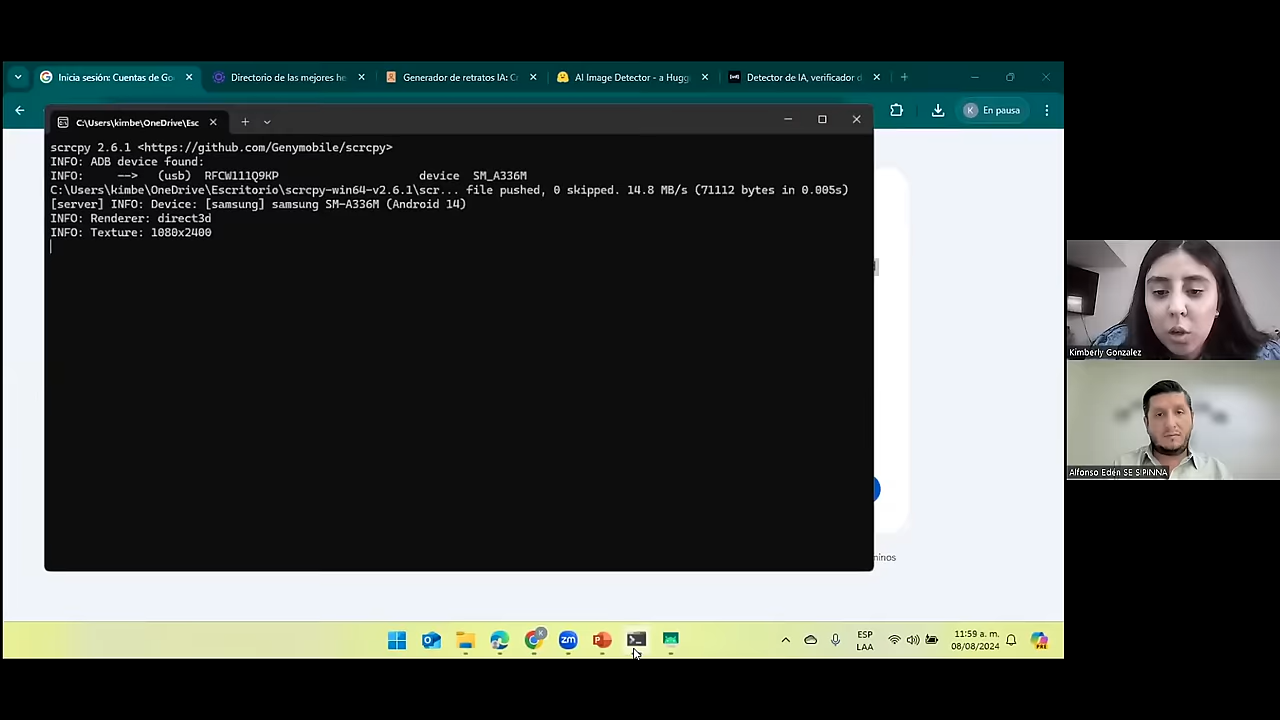 Inicia sesión: Cuentas de Go
Directorio de las mejores he
Generador de retratos IA: C
AI Image Detector - a Hugg
Detector de IA, verificador d
K En pausa
C:\Users\kimbe\OneDrive\Esc
scrcpy 2.6.1 <https://github.com/Genymobile/scrcpy>
INFO: ADB device found:
INFO: --> (usb) RFCW111Q9KP device SM_A336M
C:\Users\kimbe\OneDrive\Escritorio\scrcpy-win64-v2.6.1\scr... file pushed, 0 skipped. 14.8 MB/s (71112 bytes in 0.005s)
[server] INFO: Device: [samsung] samsung SM-A336M (Android 14)
INFO: Renderer: direct3d
INFO: Texture: 1080x2400
minos
Kimberly Gonzalez
Alfonso Edén SE SIPINNA
zm
ESP
LAA
11:59 a. m.
08/08/2024
PRE